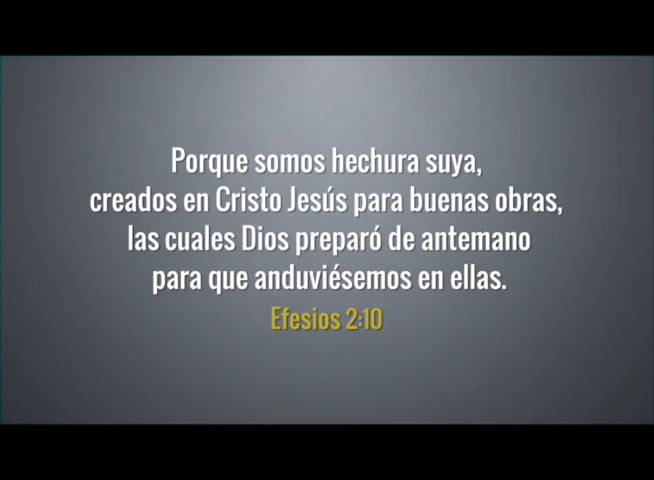 Porque somos hechura suya,
creados en Cristo Jesús para buenas obras,
las cuales Dios preparó de antemano
para que anduviésemos en ellas.
Efesios 2:10